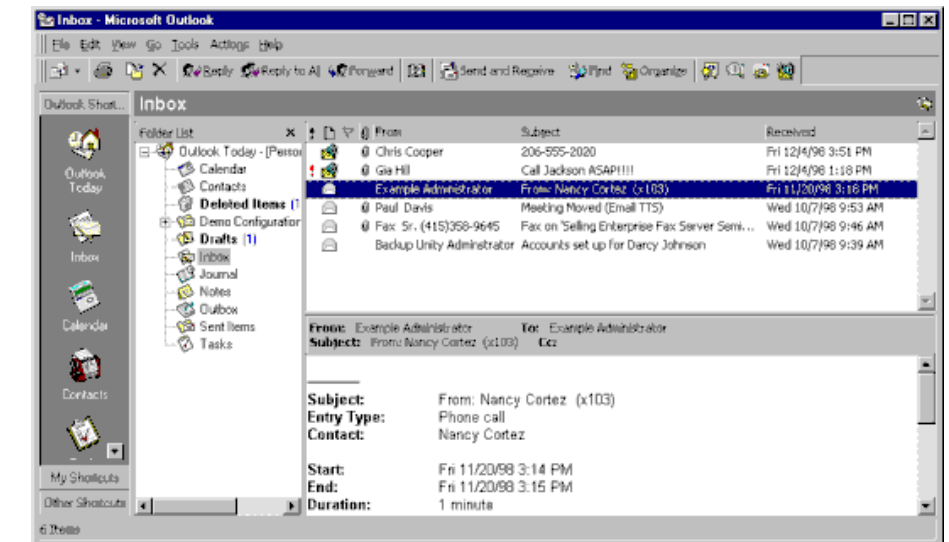 Inbox - Microsoft Outlook
File Edit View Go Tools Actions Help
Reply Reply to All Forward Send and Receive Find Organize
Outlook Short... Inbox
Outlook Today
Inbox
Calendar
Contacts
My Shortcuts
Other Shortcuts
Folder List
Outlook Today - [Person
Calendar
Contacts
Deleted Items (1
Demo Configuration
Drafts (1)
Inbox
Journal
Notes
Outbox
Sent Items
Tasks
From Subject Received
Chris Cooper 206-555-2020 Fri 12/4/98 3:51 PM
Gia Hill Call Jackson ASAP!!!! Fri 12/4/98 1:18 PM
Example Administrator From: Nancy Cortez (x103) Fri 11/20/98 3:16 PM
Paul Davis Meeting Moved (Email TTS) Wed 10/7/98 9:53 AM
Fax Sr. (415)358-9645 Fax on 'Selling Enterprise Fax Server Semi... Wed 10/7/98 9:46 AM
Backup Unity Adminstrator Accounts set up for Darcy Johnson Wed 10/7/98 9:39 AM
From: Example Administrator To: Example Administrator
Subject: From: Nancy Cortez (x103) Cc:
Subject: From: Nancy Cortez (x103)
Entry Type: Phone call
Contact: Nancy Cortez
Start: Fri 11/20/98 3:14 PM
End: Fri 11/20/98 3:15 PM
Duration: 1 minute
6 Items